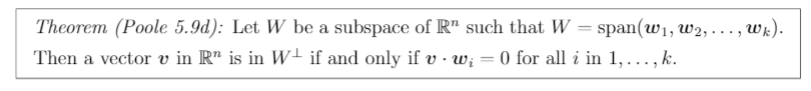 Theorem (Poole 5.9d): Let W be a subspace of ℝⁿ such that W = span(w₁, w₂, . . . , wₖ).
Then a vector v in ℝⁿ is in W⊥ if and only if v · wᵢ = 0 for all i in 1, . . . , k.